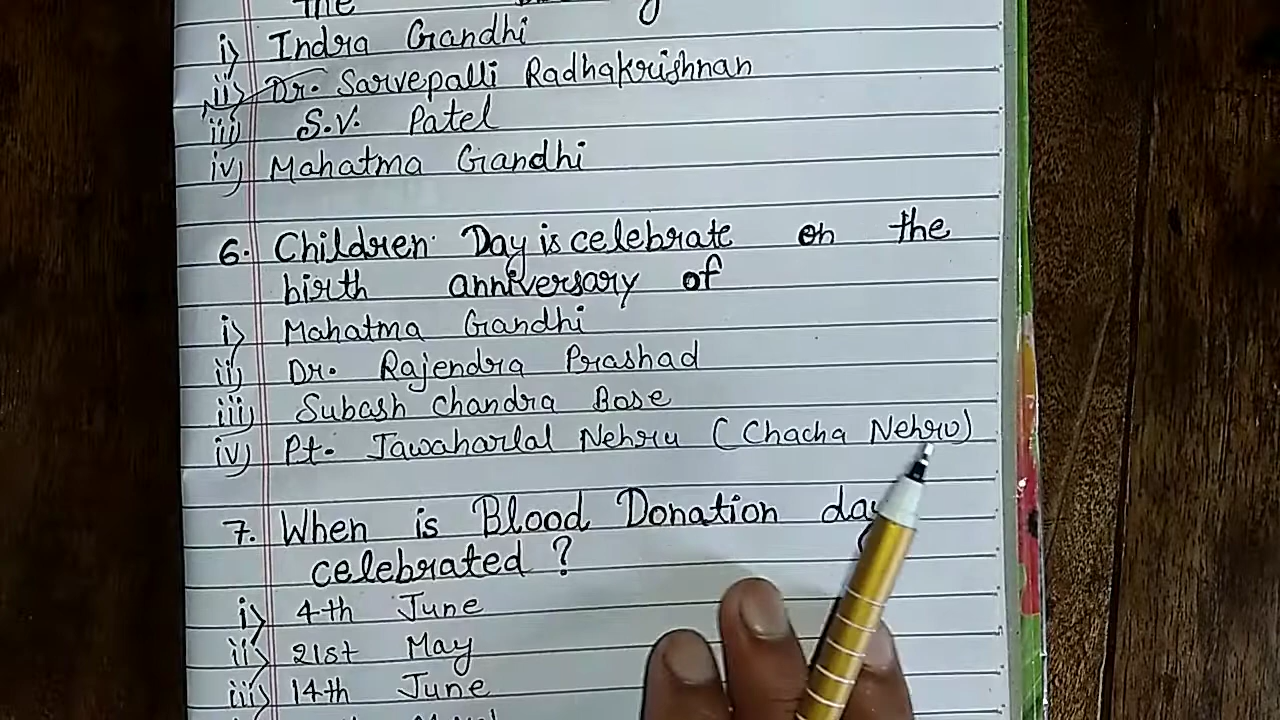 the
i) Indra Gandhi
ii) Dr. Sarvepalli Radhakrishnan
iii) S.V. Patel
iv) Mahatma Gandhi
6. Children Day is celebrate on the
birth anniversary of
i) Mahatma Gandhi
ii) Dr. Rajendra Prashad
iii) Subash Chandra Bose
iv) Pt. Jawaharlal Nehru (Chacha Nehru)
7. When is Blood Donation day
celebrated ?
i) 4th June
ii) 21st May
iii) 14th June